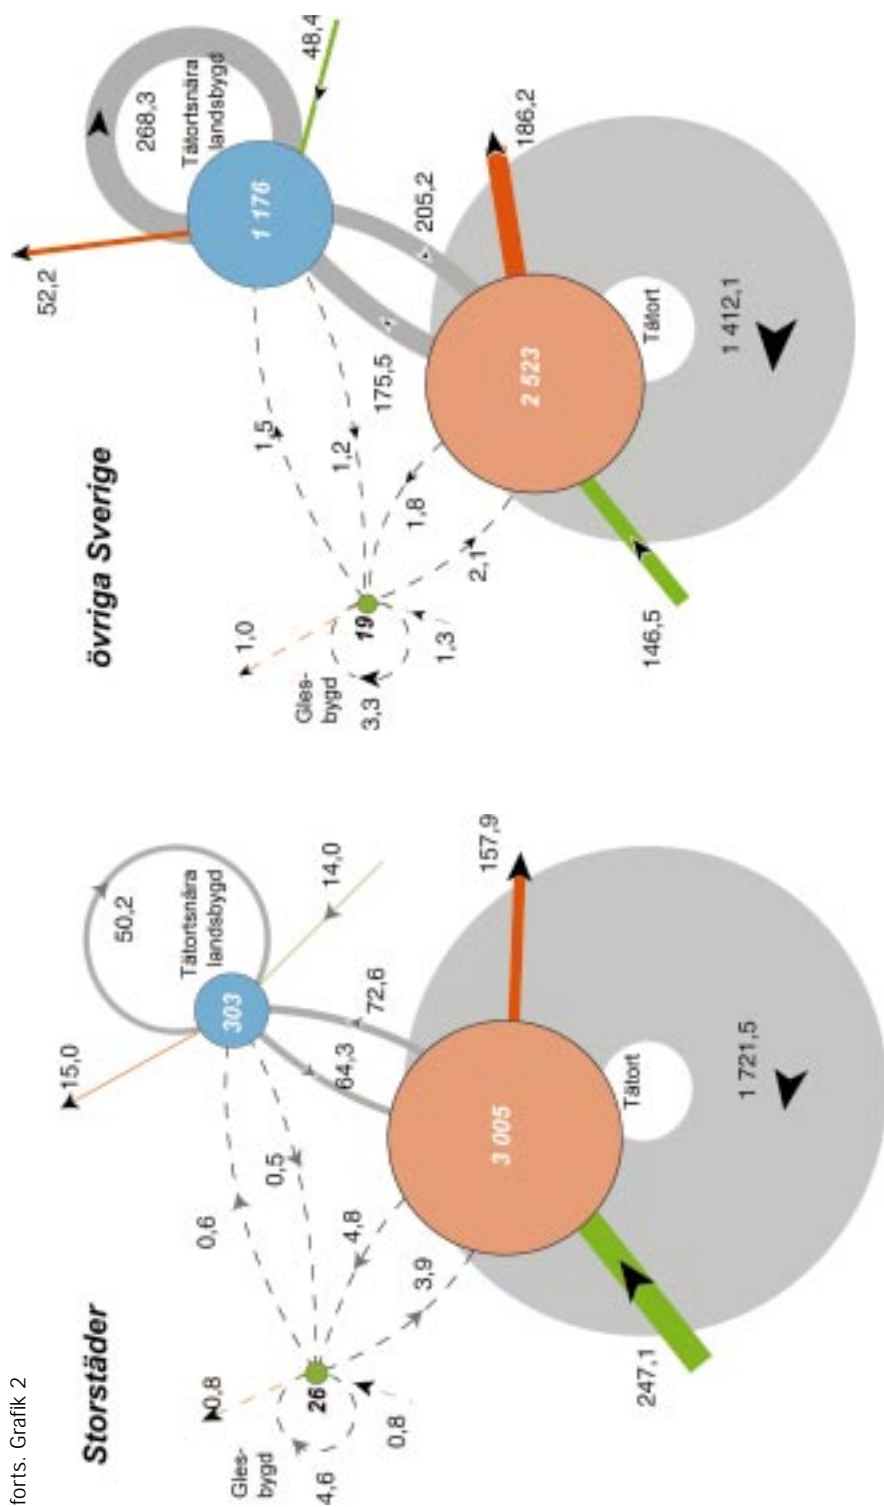 forts. Grafik 2
Storstäder
0,8
Gles-
bygd
26
4,6
0,8
0,6
0,5
4,8
3,9
15,0
50,2
Tätortsnära
landsbygd
303
14,0
64,3
72,6
3 005
157,9
Tätort
1 721,5
247,1
övriga Sverige
1,0
Gles-
bygd
19
3,3
1,3
1,5
1,2
1,8
2,1
52,2
268,3
Tätortsnära
landsbygd
1 176
48,4
175,5
205,2
2 523
186,2
Tätort
1 412,1
146,5